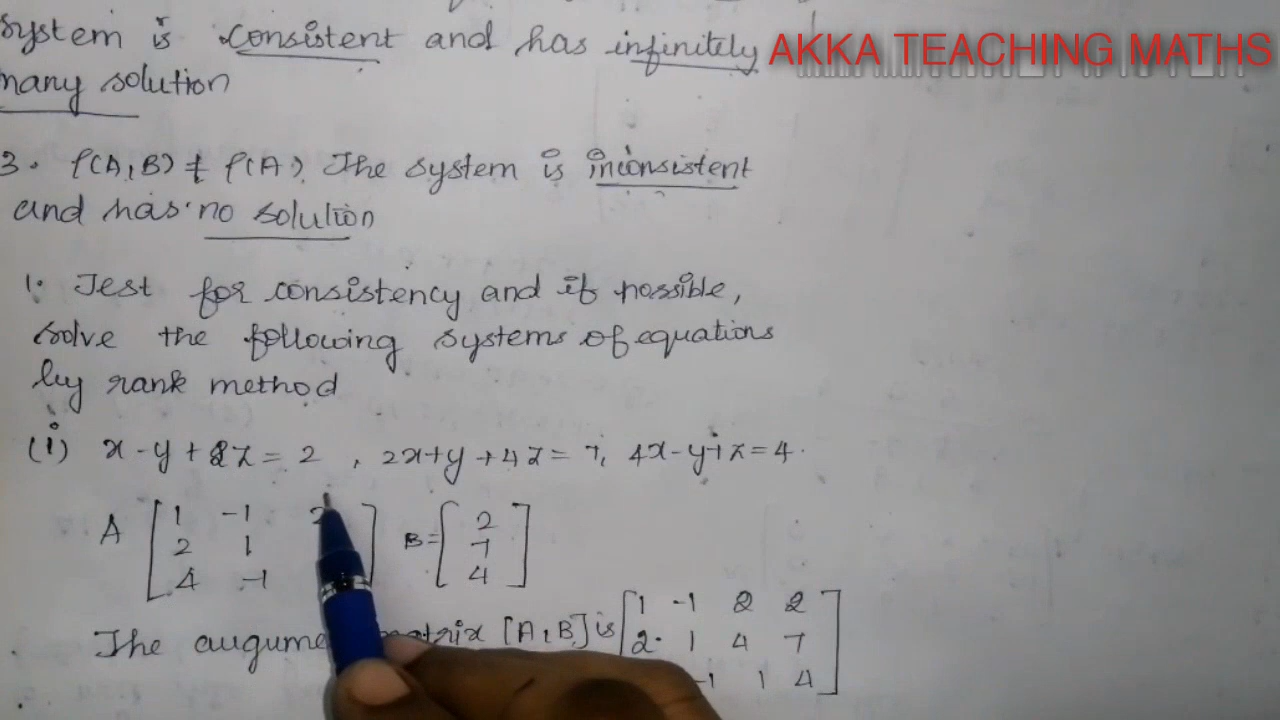 system is consistent and has infinitely
many solution
AKKA TEACHING MATHS
3. ρ(A,B) ≠ ρ(A). The system is inconsistent
and has no solution
1. Test for consistency and if possible,
solve the following systems of equations
by rank method
(i) x - y + 2z = 2 , 2x+y+4z = 7, 4x-y+z=4.
A [1 -1 2] B= [2]
[2 1] [7]
[4 -1] [4]
The augume matrix [A,B] is [1 -1 2 2]
[2 1 4 7]
-1 1 4]